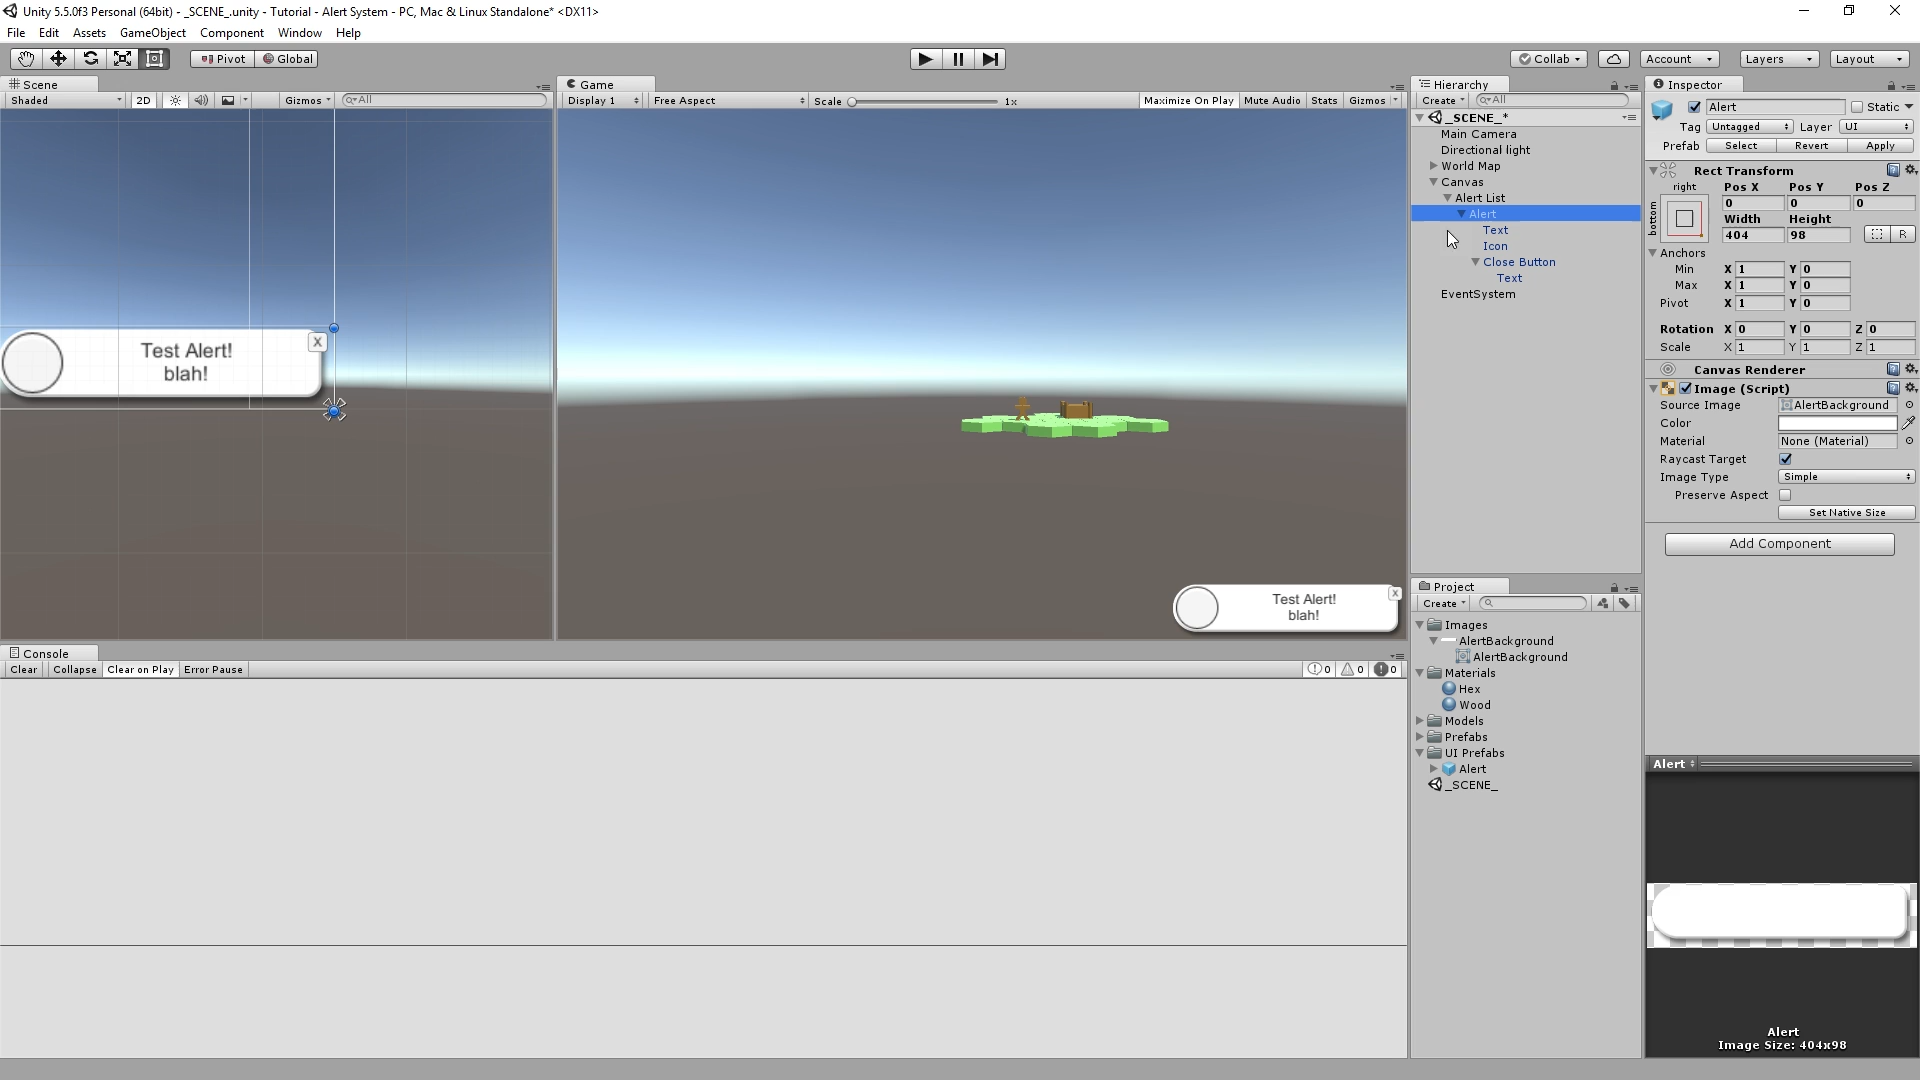 Unity 5.5.0f3 Personal (64bit) - _SCENE_.unity - Tutorial - Alert System - PC, Mac & Linux Standalone* <DX11>
File Edit Assets GameObject Component Window Help
Pivot Global Collab Account Layers Layout
Scene
Shaded 2D Gizmos All
Test Alert!
blah!
X
Game
Display 1 Free Aspect Scale 1x Maximize On Play Mute Audio Stats Gizmos
Test Alert!
blah!
X
Console
Clear Collapse Clear on Play Error Pause 0 0 0
Hierarchy
Create All
_SCENE_*
Main Camera
Directional light
World Map
Canvas
Alert List
Alert
Text
Icon
Close Button
Text
EventSystem
Project
Create
Images
AlertBackground
AlertBackground
Materials
Hex
Wood
Models
Prefabs
UI Prefabs
Alert
_SCENE_
Inspector
Alert Static
Tag Untagged Layer UI
Prefab Select Revert Apply
Rect Transform
right Pos X Pos Y Pos Z
bottom 0 0 0
Width Height
404 98 R
Anchors
Min X 1 Y 0
Max X 1 Y 0
Pivot X 1 Y 0
Rotation X 0 Y 0 Z 0
Scale X 1 Y 1 Z 1
Canvas Renderer
Image (Script)
Source Image AlertBackground
Color
Material None (Material)
Raycast Target
Image Type Simple
Preserve Aspect
Set Native Size
Add Component
Alert
Alert
Image Size: 404x98